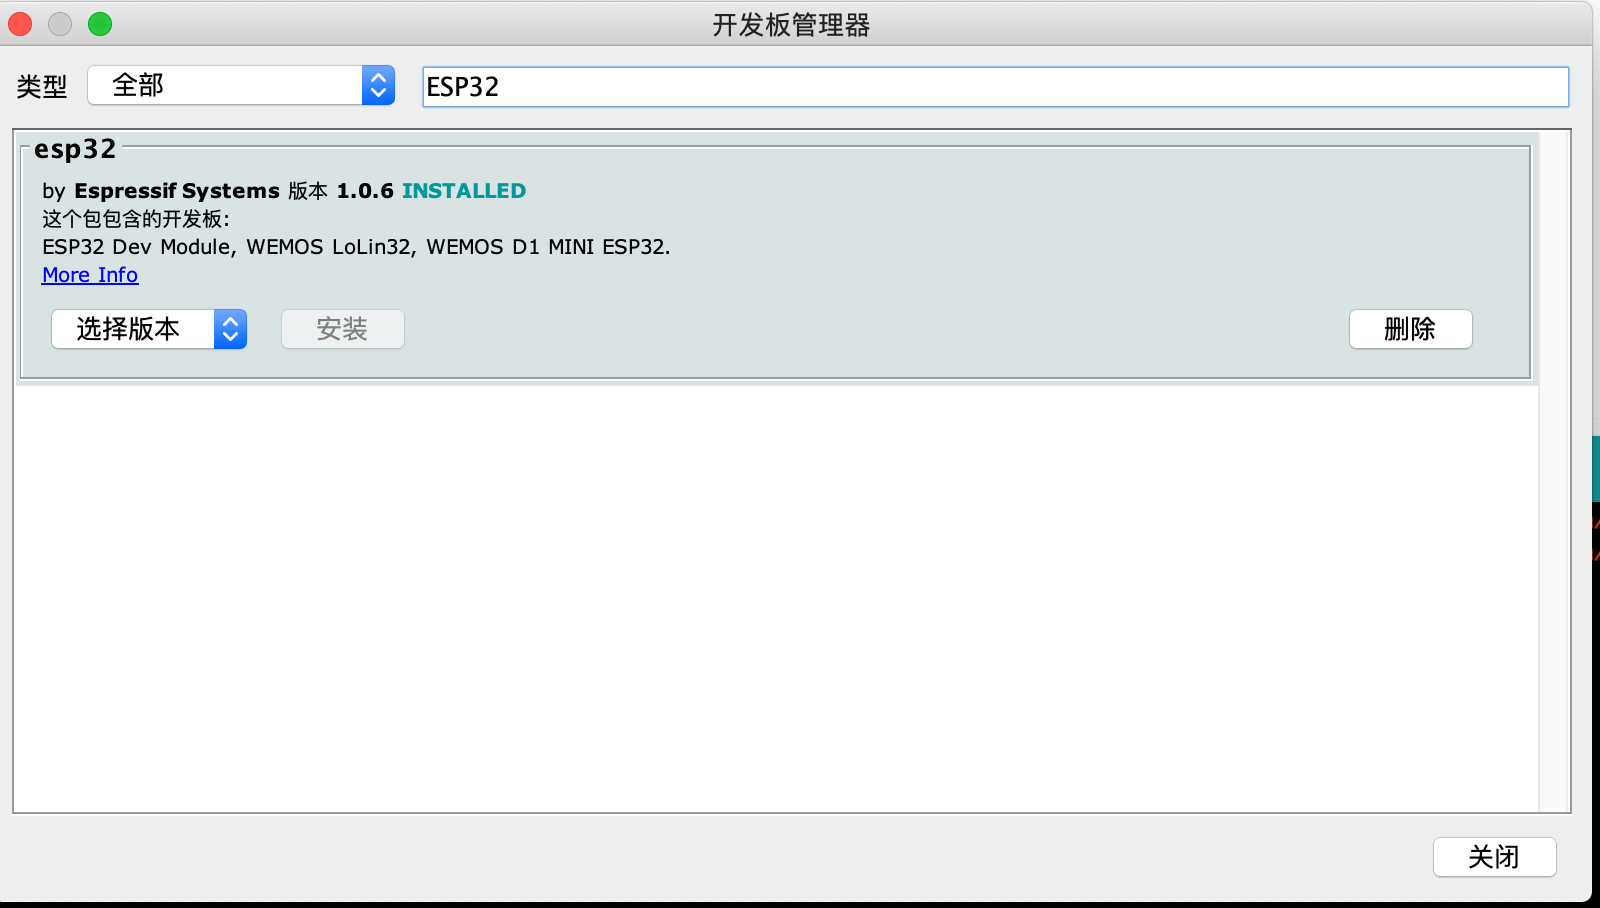 开发板管理器
类型 全部 ESP32
esp32
by Espressif Systems 版本 1.0.6 INSTALLED
这个包包含的开发板:
ESP32 Dev Module, WEMOS LoLin32, WEMOS D1 MINI ESP32.
More Info
选择版本 安装 删除
关闭